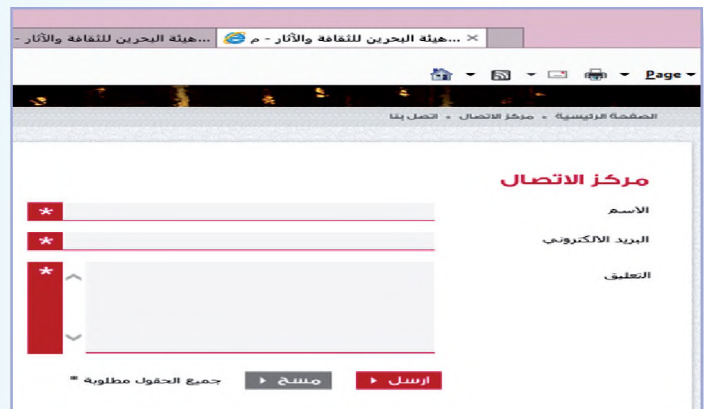 هيئة البحرين للثقافة والآثار - م... هيئة البحرين للثقافة والآثار -...
Page
الصفحة الرئيسية • مركز الاتصال • اتصل بنا
مركز الاتصال
الاسم *
البريد الالكتروني *
التعليق *
ارسل مسح جميع الحقول مطلوبة *